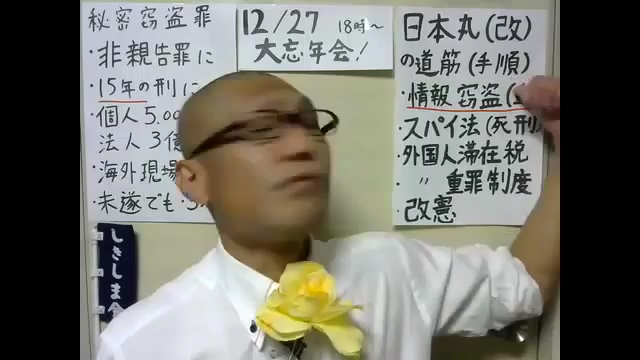 秘密窃盗罪
・非親告罪に
・15年の刑に
個人5.00
法人3億
・海外現場
・未遂でも・
12/27 18時~
大忘年会!
日本丸(改)
の道筋(手順)
・情報窃盗(
・スパイ法(死刑)
・外国人滞在税
・〃 重罪制度
・改憲
しきしま会